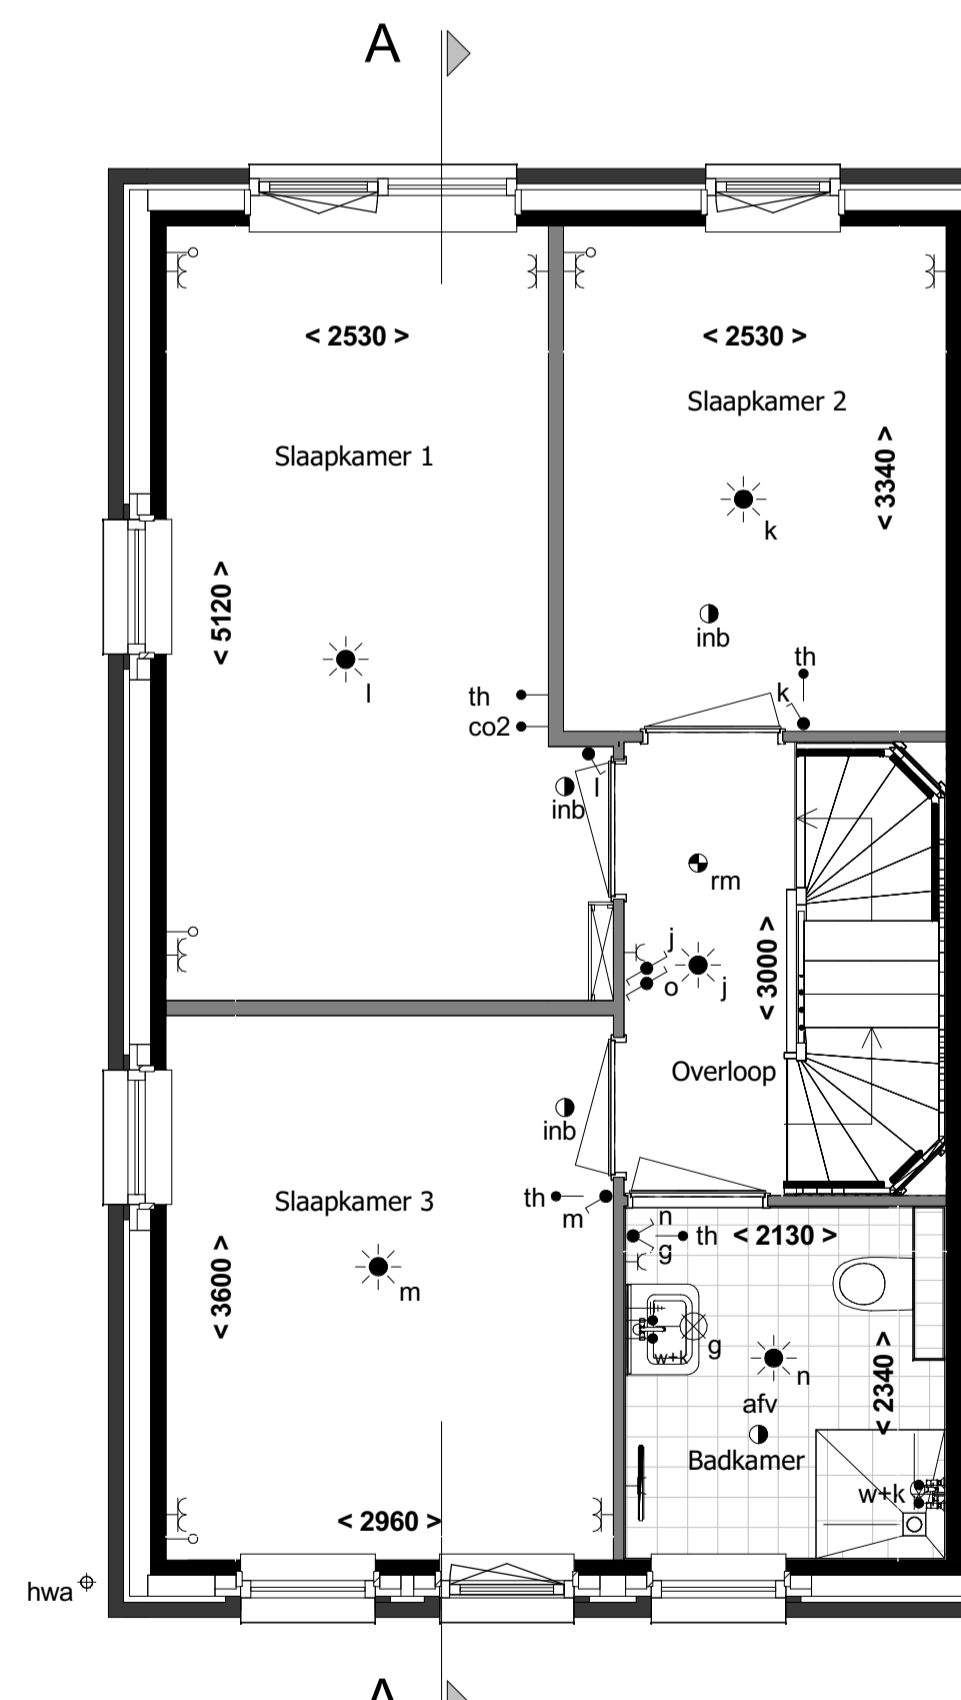 A
< 2530 >
< 2530 >
Slaapkamer 2
Slaapkamer 1
< 3340 >
k
< 5120 >
inb
th
k
l
th
co2
l
inb
rm
j
o
j
< 3000 >
Overloop
inb
Slaapkamer 3
th
m
n
th
< 2130 >
g
< 3600 >
m
g
w+k
n
< 2340 >
afv
Badkamer
w+k
< 2960 >
hwa
A